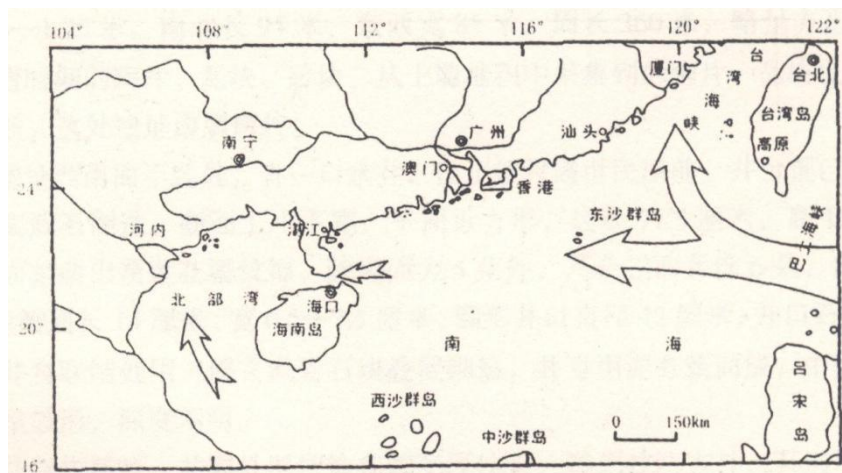 104° 108° 112° 116° 120° 122°
厦门
台湾海峡
台北
台湾岛
高原
广州
汕头
南宁
澳门
香港
24°
河内
湛江
东沙群岛
巴士海峡
北部湾
海口
海南岛
20°
南海
西沙群岛
中沙群岛
0 150km
吕宋岛
16°